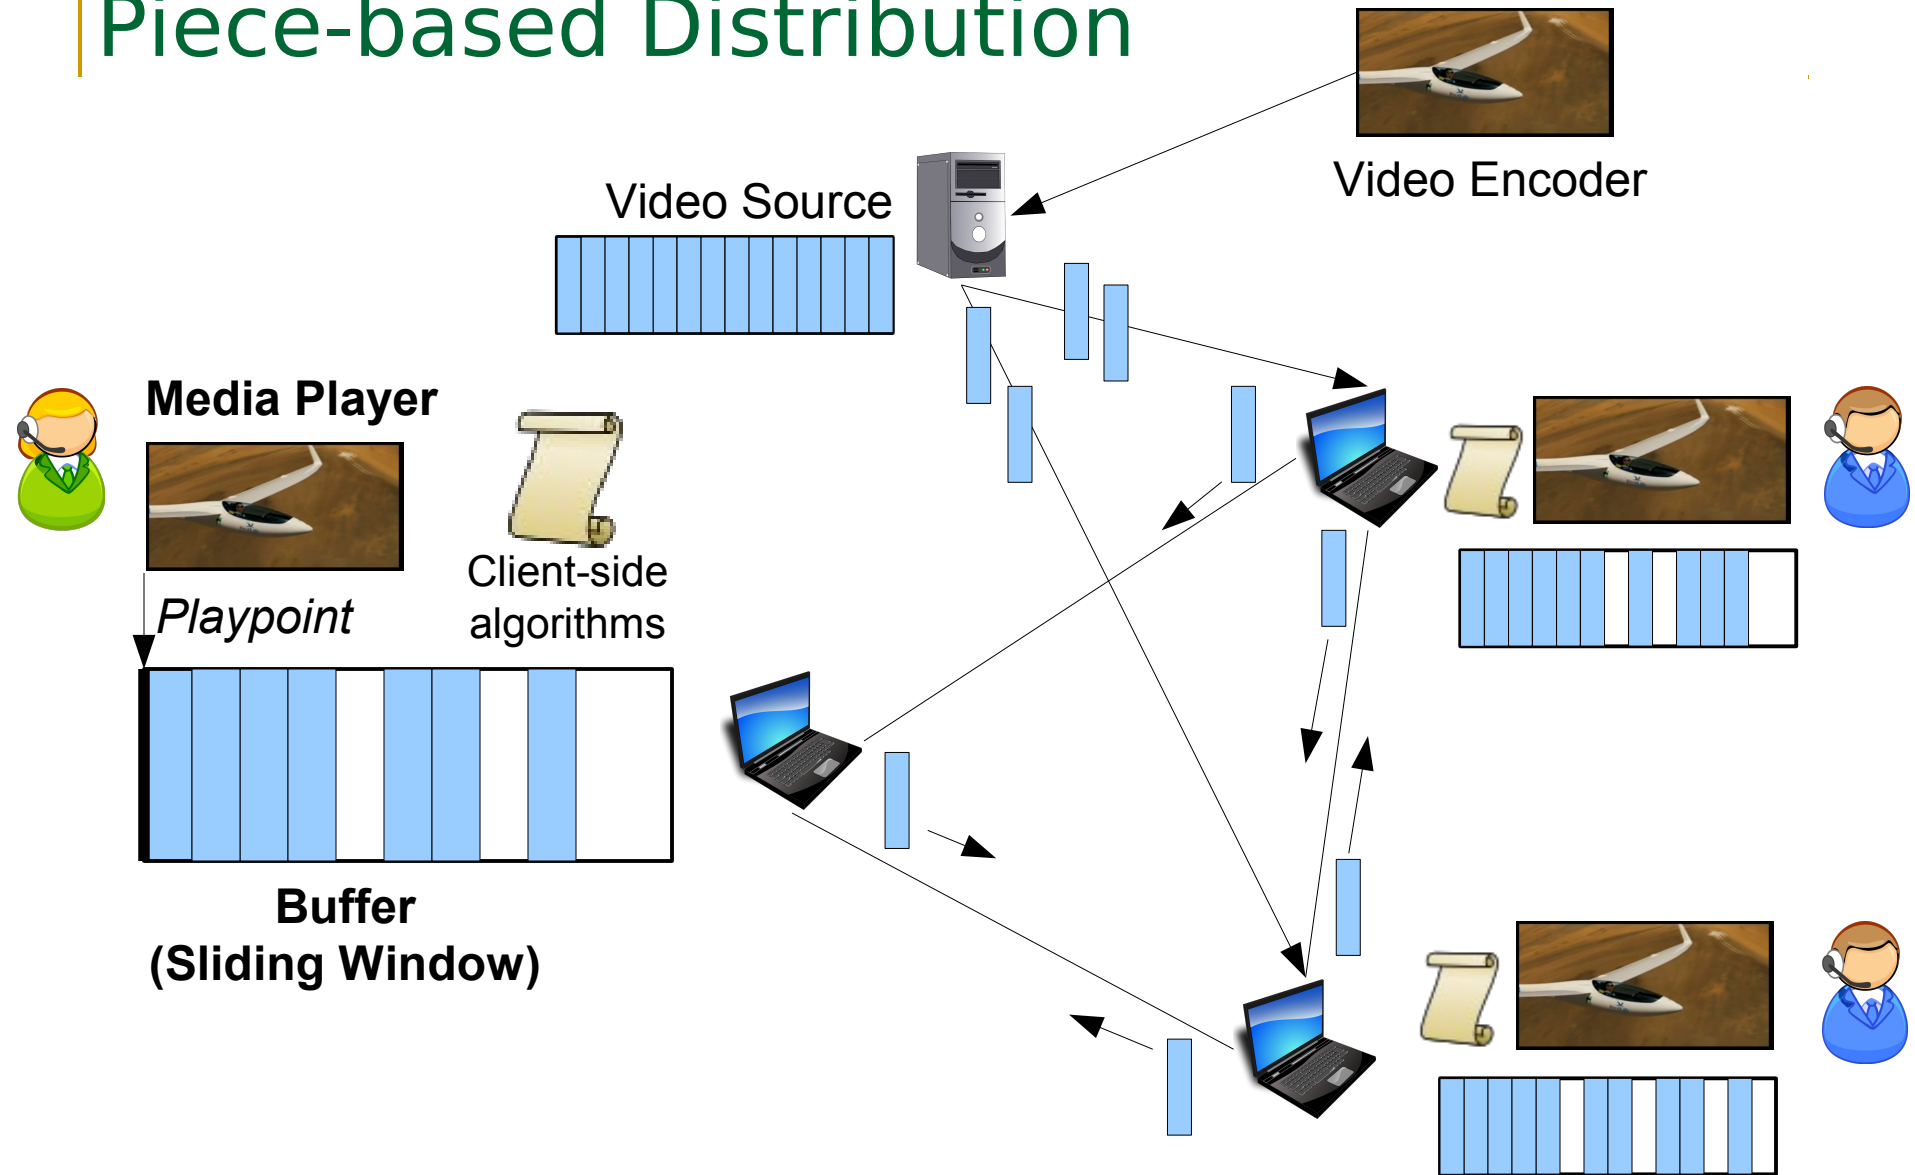 Piece-based Distribution
Video Encoder
Video Source
Media Player
Client-side
algorithms
Playpoint
Buffer
(Sliding Window)